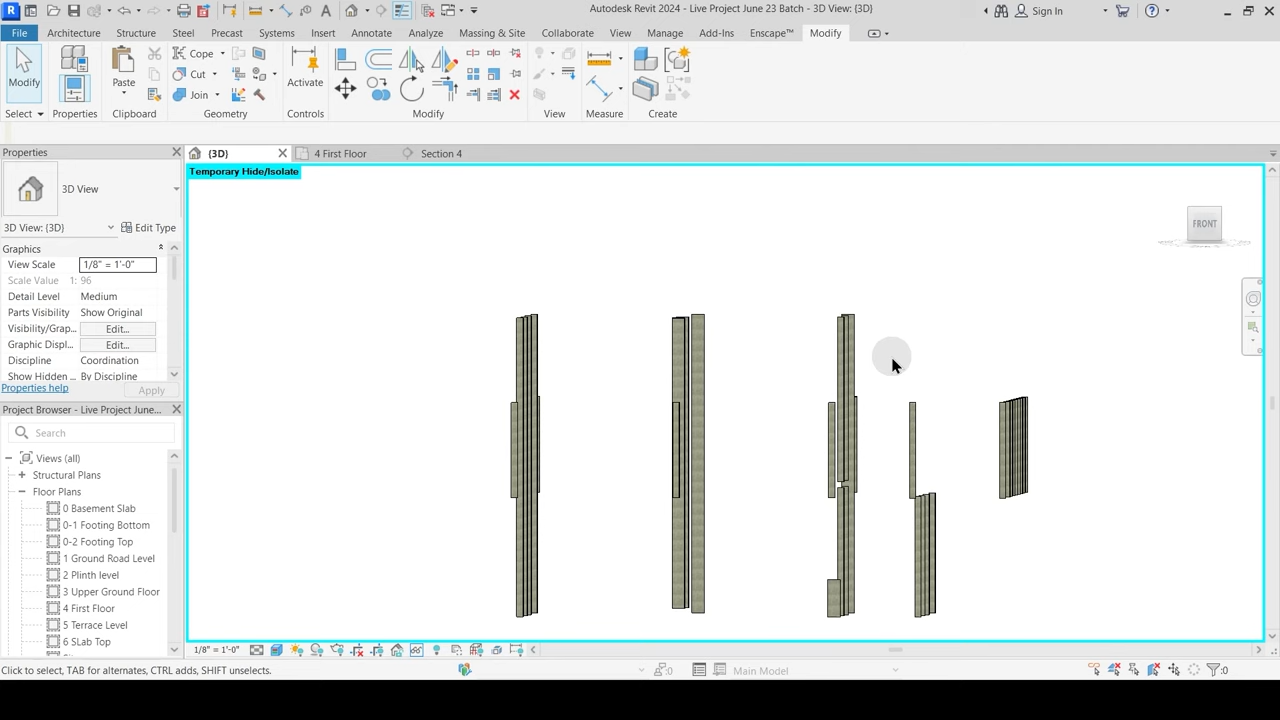 Autodesk Revit 2024 - Live Project June 23 Batch - 3D View: {3D}
Sign In
File Architecture Structure Steel Precast Systems Insert Annotate Analyze Massing & Site Collaborate View Manage Add-Ins Enscape™ Modify
Cope
Cut
Join
Modify
Paste
Activate
Select Properties Clipboard Geometry Controls Modify View Measure Create
Properties
{3D}
4 First Floor
Section 4
Temporary Hide/Isolate
3D View
3D View: {3D}
Edit Type
Graphics
View Scale 1/8" = 1'-0"
Scale Value 1: 96
Detail Level Medium
Parts Visibility Show Original
Visibility/Grap... Edit...
Graphic Displ... Edit...
Discipline Coordination
Show Hidden By Discipline
Properties help
Apply
FRONT
Project Browser - Live Project June...
Search
Views (all)
Structural Plans
Floor Plans
0 Basement Slab
0-1 Footing Bottom
0-2 Footing Top
1 Ground Road Level
2 Plinth level
3 Upper Ground Floor
4 First Floor
5 Terrace Level
6 SLab Top
1/8" = 1'-0"
Click to select, TAB for alternates, CTRL adds, SHIFT unselects.
:0
Main Model
:0